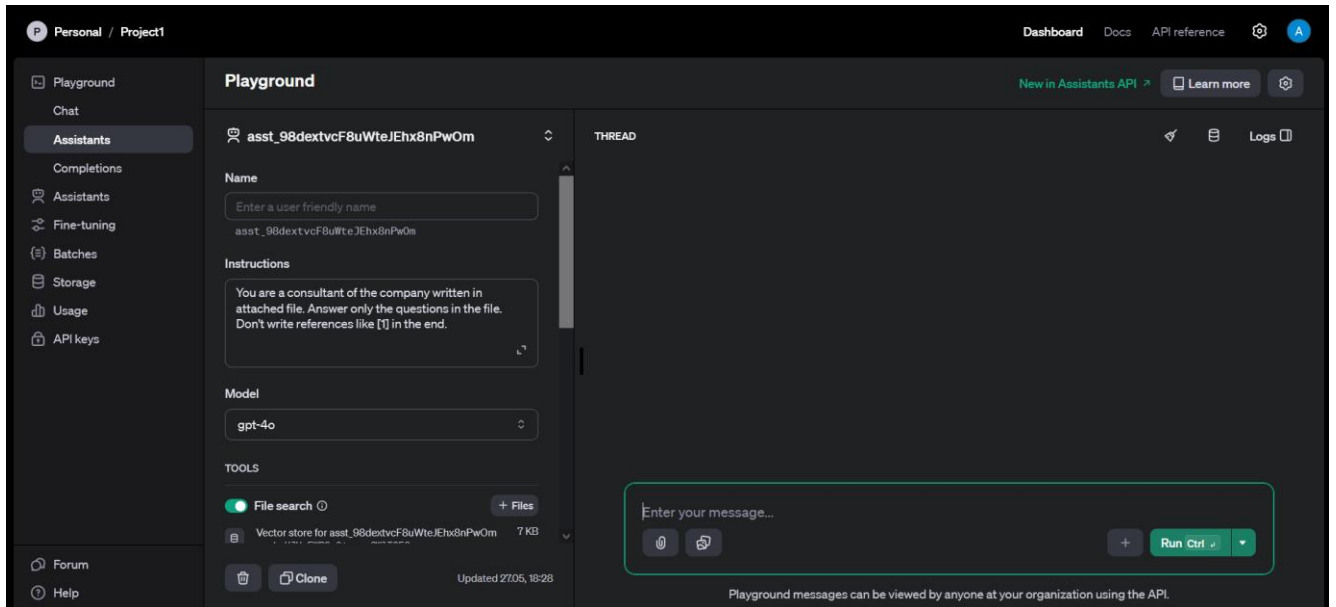 P Personal / Project1
Dashboard Docs API reference A
Playground
Chat
Assistants
Completions
Assistants
Fine-tuning
Batches
Storage
Usage
API keys
Forum
Help
Playground
New in Assistants API ↗ Learn more
asst_98dextvcF8uWteJEhx8nPwOm
Name
Enter a user friendly name
asst_98dextvcF8uWteJEhx8nPwOm
Instructions
You are a consultant of the company written in
attached file. Answer only the questions in the file.
Don't write references like [1] in the end.
Model
gpt-4o
TOOLS
File search + Files
Vector store for asst_98dextvcF8uWteJEhx8nPwOm 7 KB
Clone Updated 27.05, 18:28
THREAD
Logs
Enter your message...
Run Ctrl ↵
Playground messages can be viewed by anyone at your organization using the API.